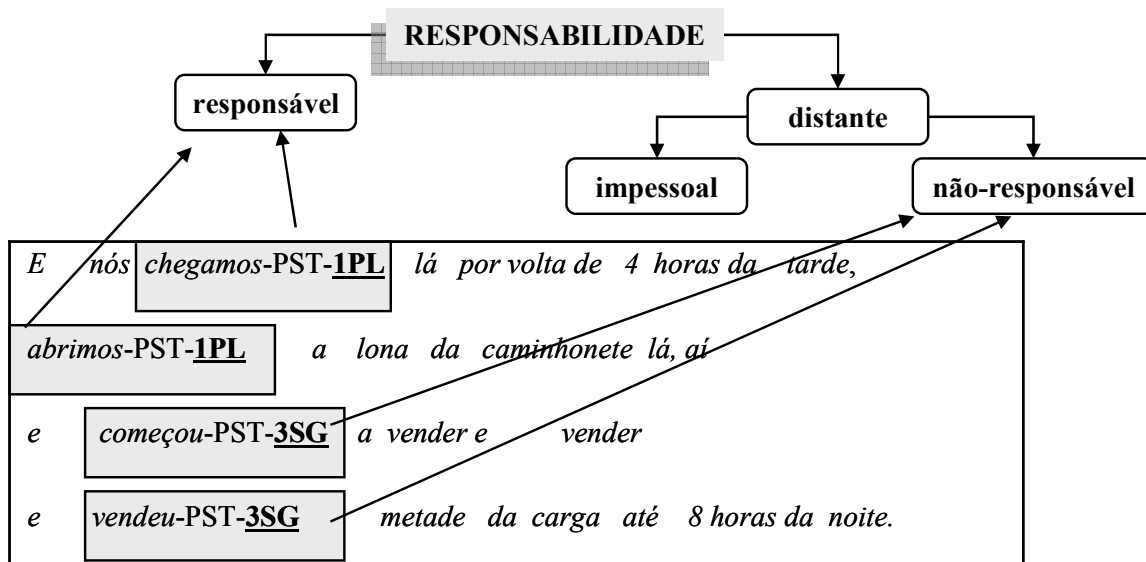 RESPONSABILIDADE
responsável
distante
impessoal
não-responsável
E nós chegamos-PST-1PL lá por volta de 4 horas da tarde,
abrimos-PST-1PL a lona da caminhonete lá, aí
e começou-PST-3SG a vender e vender
e vendeu-PST-3SG metade da carga até 8 horas da noite.